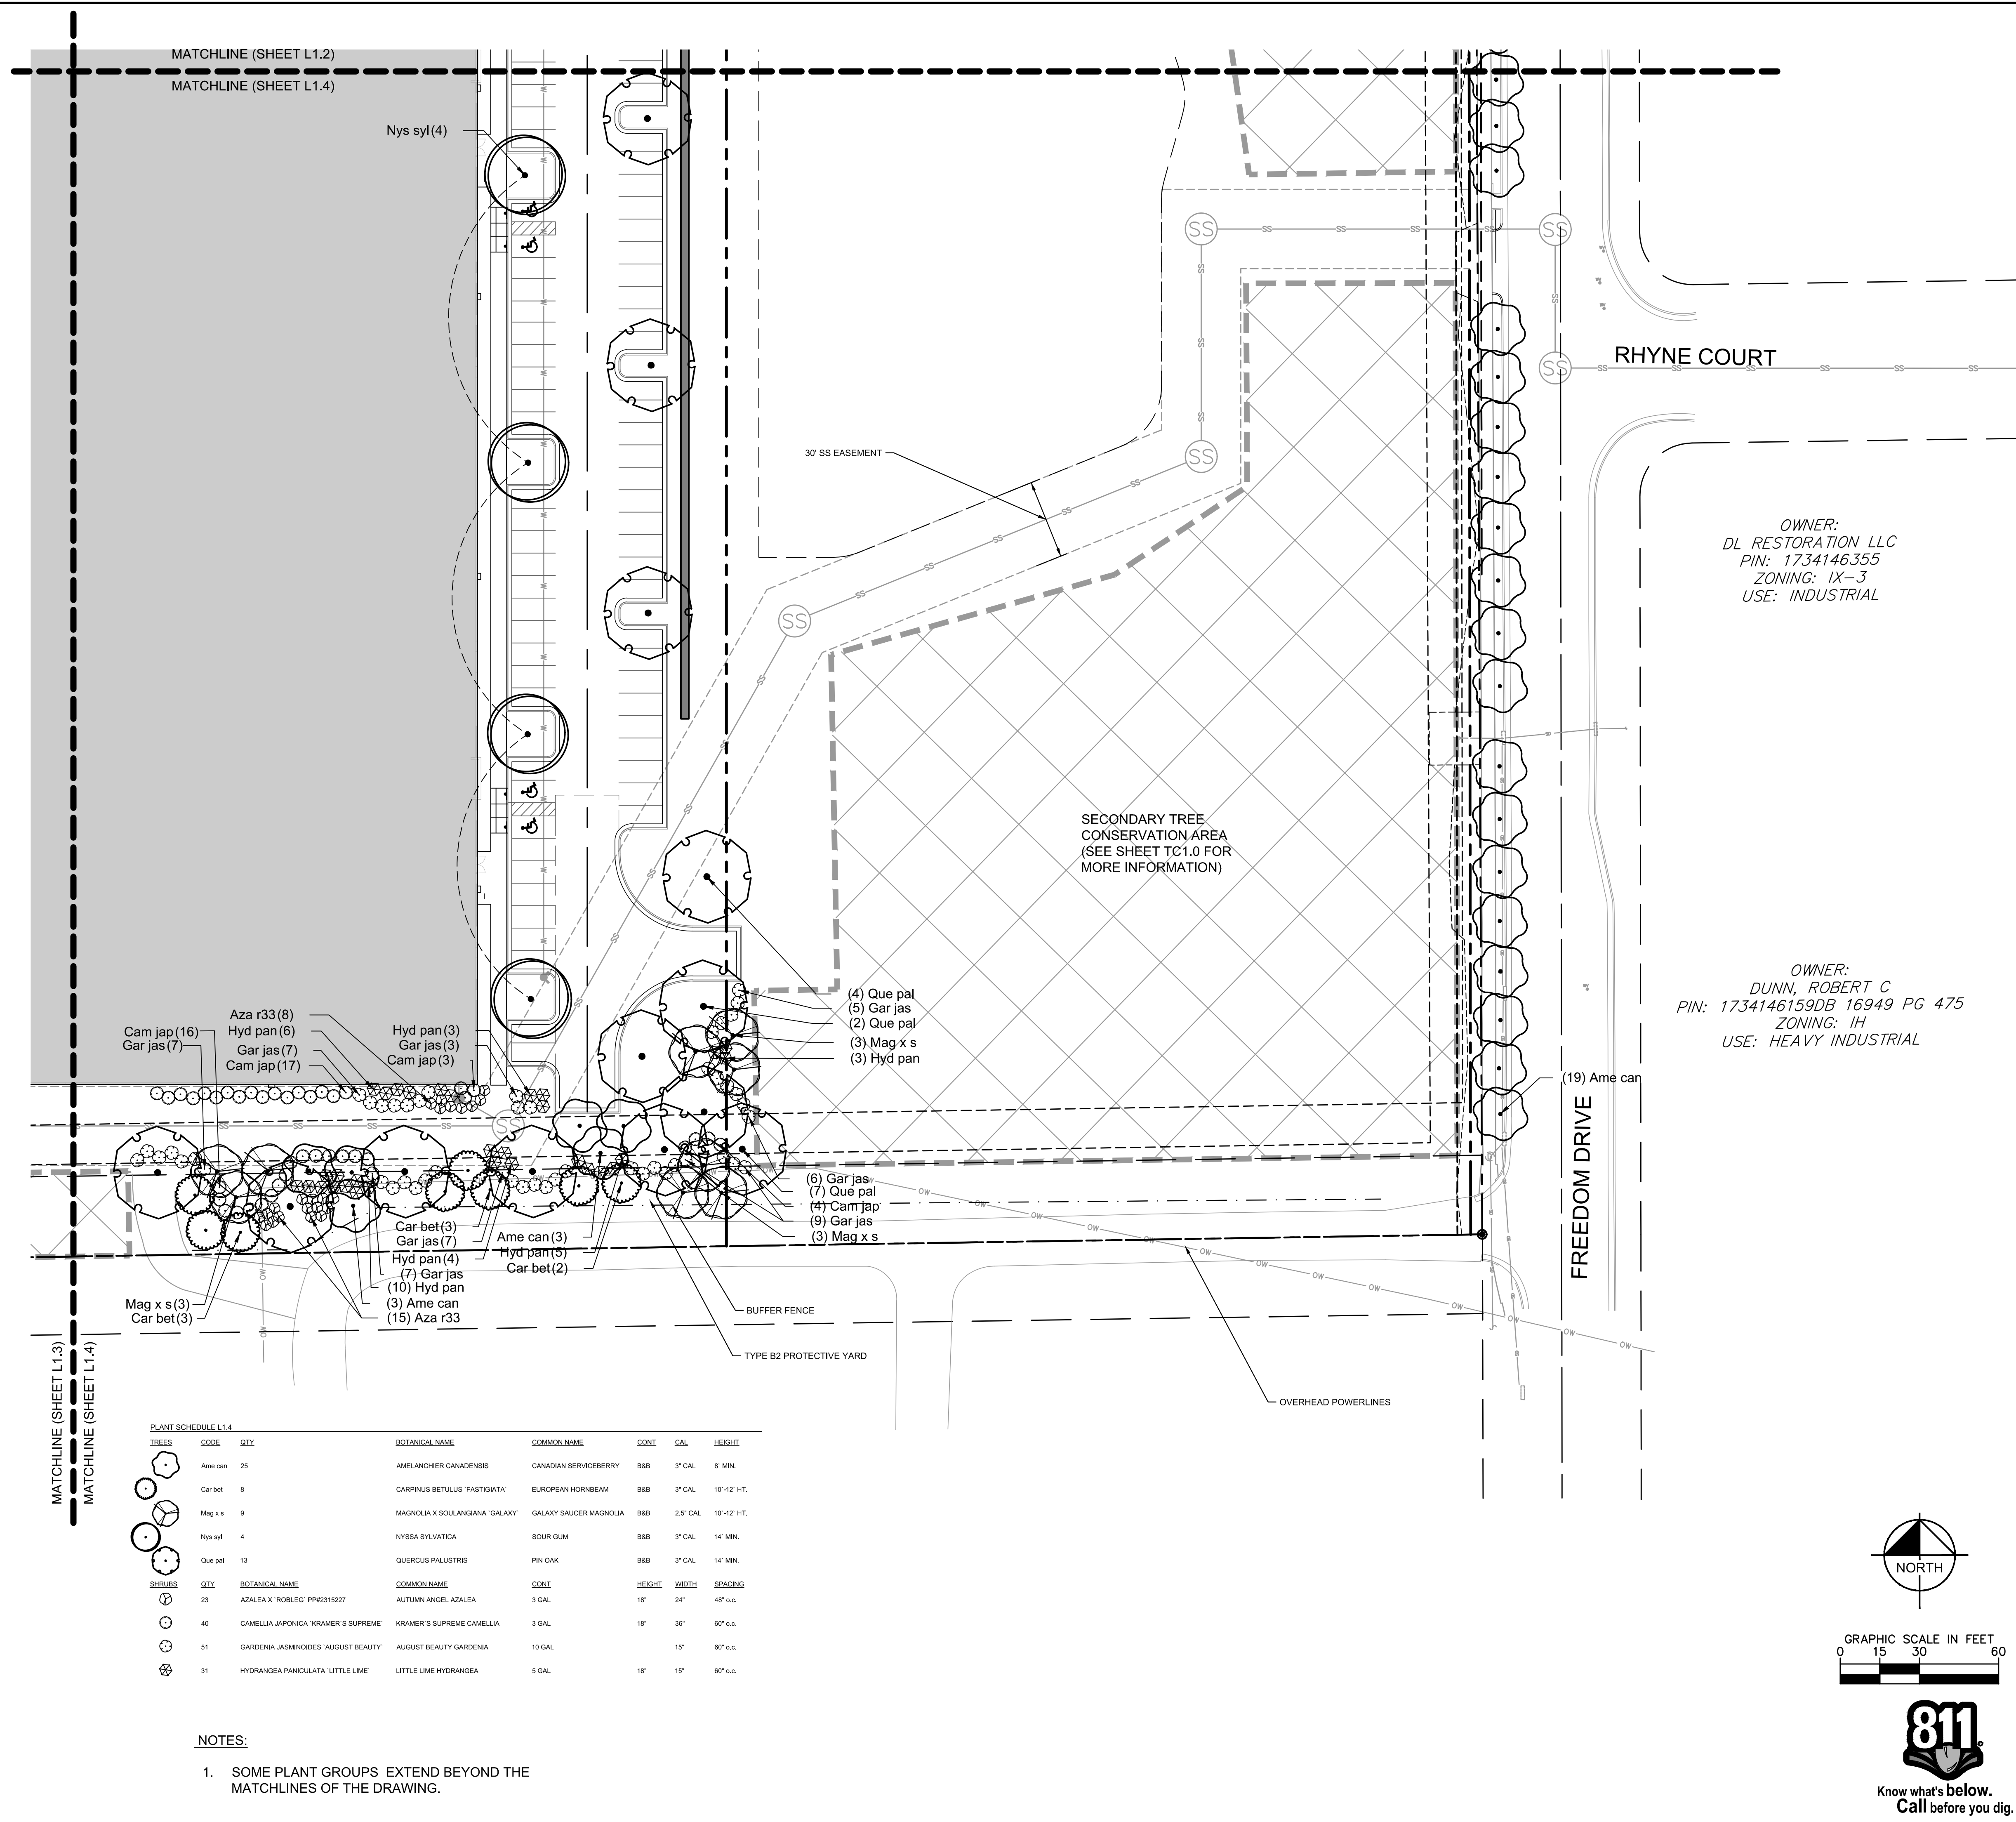 MATCHLINE (SHEET L1.2)
MATCHLINE (SHEET L1.4)
Nys syl(4)
30' SS EASEMENT
RHYNE COURT
OWNER:
DL RESTORATION LLC
PIN: 1734146355
ZONING: IX-3
USE: INDUSTRIAL
SECONDARY TREE
CONSERVATION AREA
(SEE SHEET TC1.0 FOR
MORE INFORMATION)
OWNER:
DUNN, ROBERT C
PIN: 1734146159DB 16949 PG 475
ZONING: IH
USE: HEAVY INDUSTRIAL
Aza r33(8)
Cam jap(16)
Hyd pan(6)
Gar jas(7)
Gar jas(7)
Cam jap(17)
Hyd pan(3)
Gar jas(3)
Cam jap(3)
(4) Que pal
(5) Gar jas
(2) Que pal
(3) Mag x s
(3) Hyd pan
(19) Ame can
FREEDOM DRIVE
(6) Gar jas
(7) Que pal
(4) Cam jap
(9) Gar jas
(3) Mag x s
Car bet(3)
Gar jas(7)
Ame can(3)
Hyd pan(5)
Car bet(2)
Hyd pan(4)
(7) Gar jas
(10) Hyd pan
(3) Ame can
(15) Aza r33
Mag x s(3)
Car bet(3)
BUFFER FENCE
TYPE B2 PROTECTIVE YARD
OVERHEAD POWERLINES
MATCHLINE (SHEET L1.3)
MATCHLINE (SHEET L1.4)
PLANT SCHEDULE L1.4
TREES CODE QTY BOTANICAL NAME COMMON NAME CONT CAL HEIGHT
Ame can 25 AMELANCHIER CANADENSIS CANADIAN SERVICEBERRY B&B 3" CAL 8` MIN.
Car bet 8 CARPINUS BETULUS `FASTIGIATA` EUROPEAN HORNBEAM B&B 3" CAL 10`-12` HT.
Mag x s 9 MAGNOLIA X SOULANGIANA `GALAXY` GALAXY SAUCER MAGNOLIA B&B 2.5" CAL 10`-12` HT.
Nys syl 4 NYSSA SYLVATICA SOUR GUM B&B 3" CAL 14` MIN.
Que pal 13 QUERCUS PALUSTRIS PIN OAK B&B 3" CAL 14` MIN.
SHRUBS QTY BOTANICAL NAME COMMON NAME CONT HEIGHT WIDTH SPACING
23 AZALEA X `ROBLEG` PP#2315227 AUTUMN ANGEL AZALEA 3 GAL 18" 24" 48" o.c.
40 CAMELLIA JAPONICA `KRAMER`S SUPREME` KRAMER`S SUPREME CAMELLIA 3 GAL 18" 36" 60" o.c.
51 GARDENIA JASMINOIDES `AUGUST BEAUTY` AUGUST BEAUTY GARDENIA 10 GAL 15" 60" o.c.
31 HYDRANGEA PANICULATA `LITTLE LIME` LITTLE LIME HYDRANGEA 5 GAL 18" 15" 60" o.c.
NOTES:
1. SOME PLANT GROUPS EXTEND BEYOND THE
MATCHLINES OF THE DRAWING.
NORTH
GRAPHIC SCALE IN FEET
0 15 30 60
811
Know what's below.
Call before you dig.